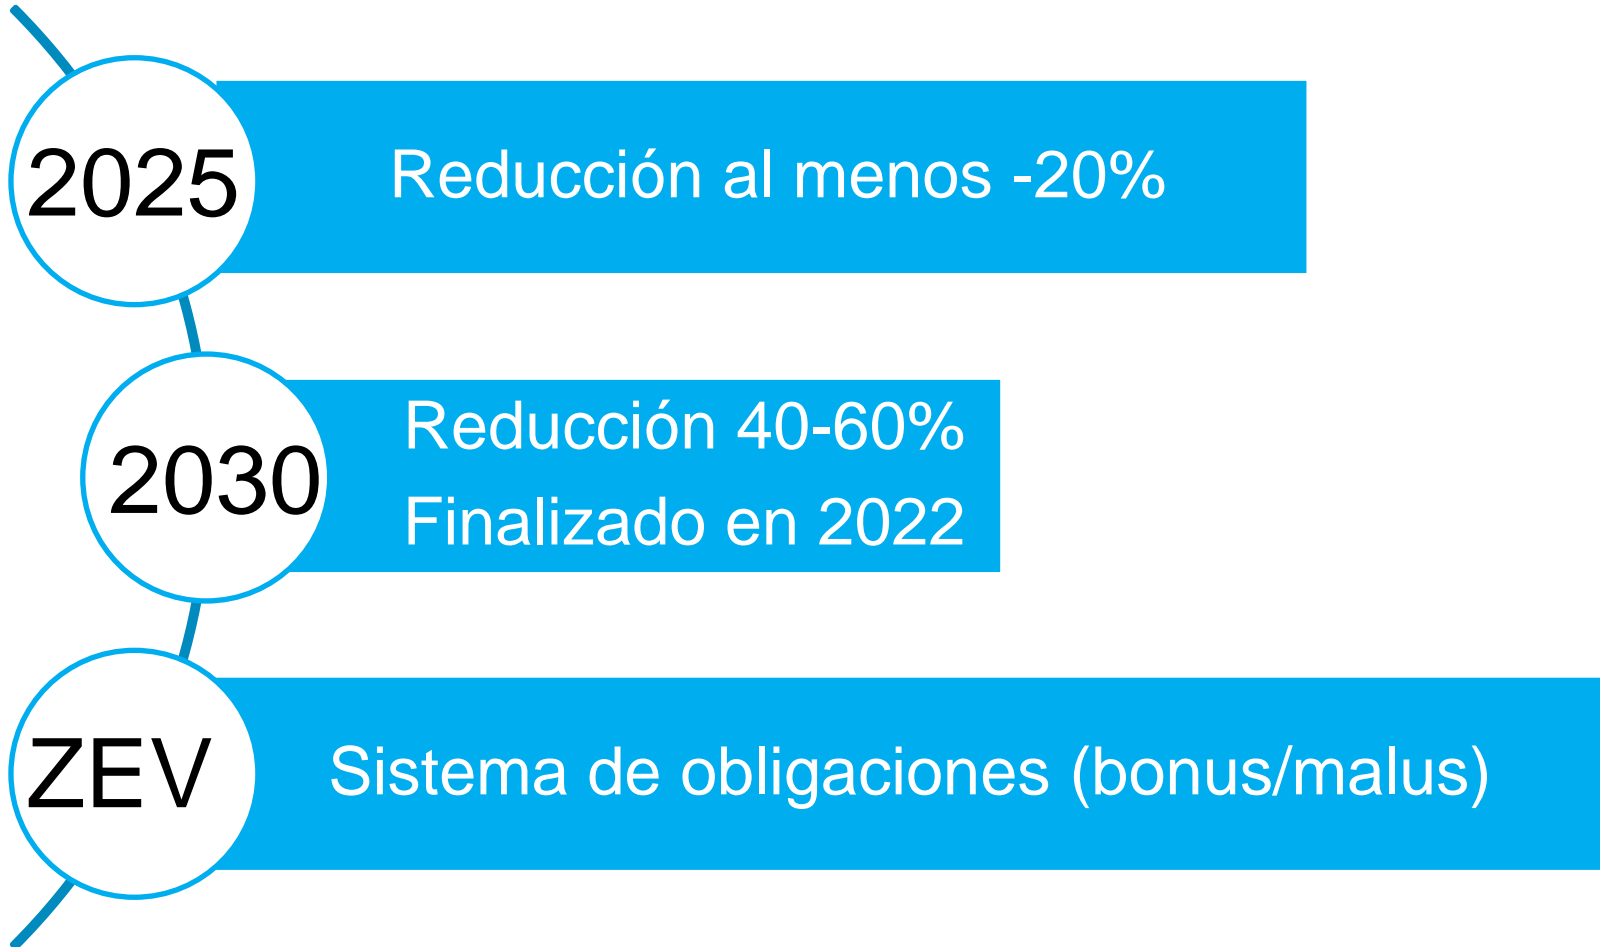 2025
Reducción al menos -20%
2030
Reducción 40-60%
Finalizado en 2022
ZEV
Sistema de obligaciones (bonus/malus)